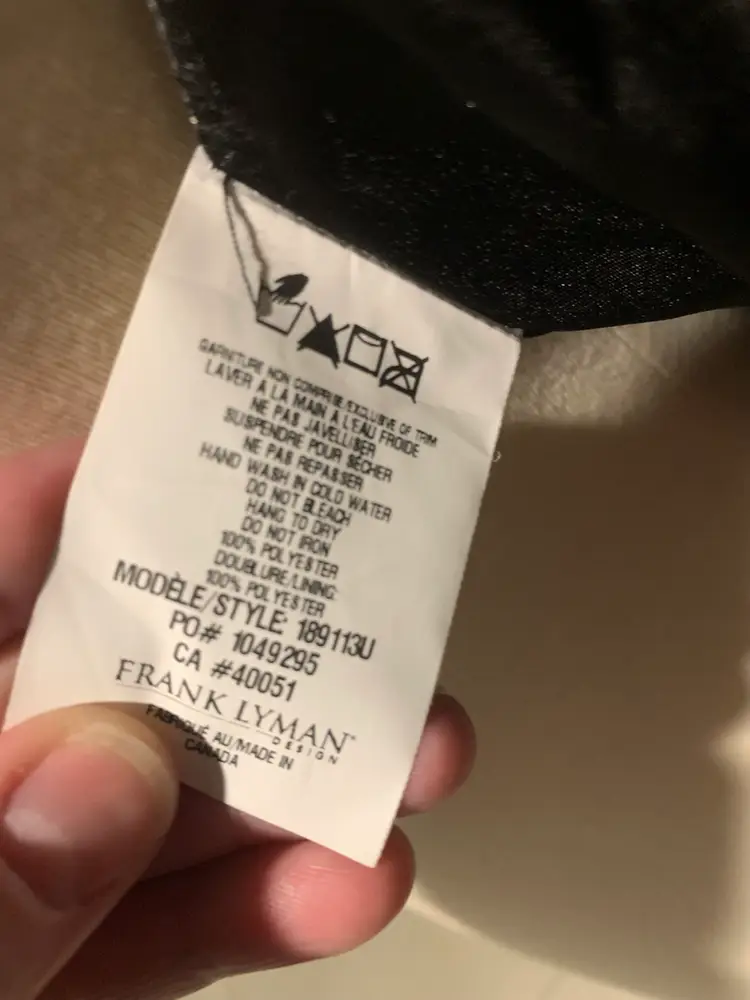 GARNITURE NON COMPRISE/EXCLUSIVE OF TRIM
LAVER A LA MAIN À L'EAU FROIDE
NE PAS JAVELLISER
SUSPENDRE POUR SÉCHER
NE PAS REPASSER
HAND WASH IN COLD WATER
DO NOT BLEACH
HANG TO DRY
DO NOT IRON
100% POLYESTER
DOUBLURE/LINING:
100% POLYESTER
MODÈLE/STYLE: 189113U
PO# 1049295
CA #40051
FRANK LYMAN™
DESIGN
FABRIQUÉ AU/MADE IN
CANADA